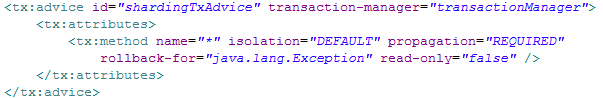 <tx:advice id="shardingTxAdvice" transaction-manager="transactionManager">
<tx:attributes>
<tx:method name="*" isolation="DEFAULT" propagation="REQUIRED"
rollback-for="java.lang.Exception" read-only="false" />
</tx:attributes>
</tx:advice>